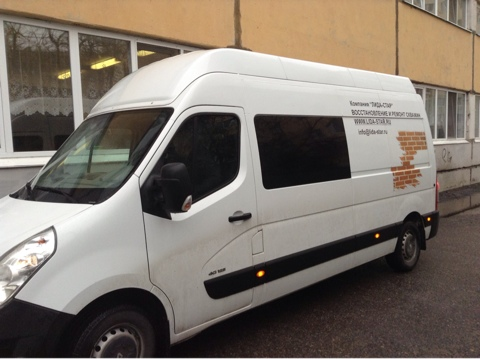 Компания "ЛИДА-СТАР"
ВОССТАНОВЛЕНИЕ И РЕМОНТ СКВАЖИН
WWW.LIDA-STAR.RU
info@lida-star.ru